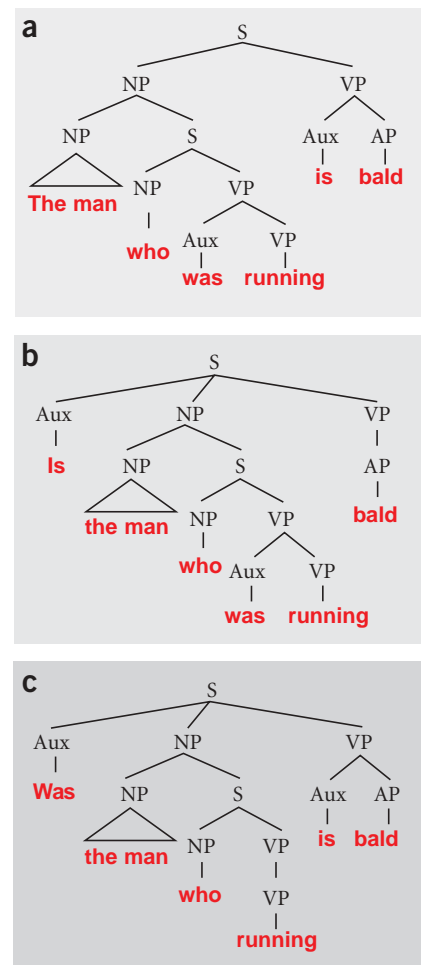 a
S
NP VP
NP S Aux AP
is bald
The man NP VP
who Aux VP
was running
b
S
Aux NP VP
Is NP S AP
the man NP VP bald
who Aux VP
was running
c
S
Aux NP VP
Was NP S Aux AP
the man NP VP is bald
who VP
running